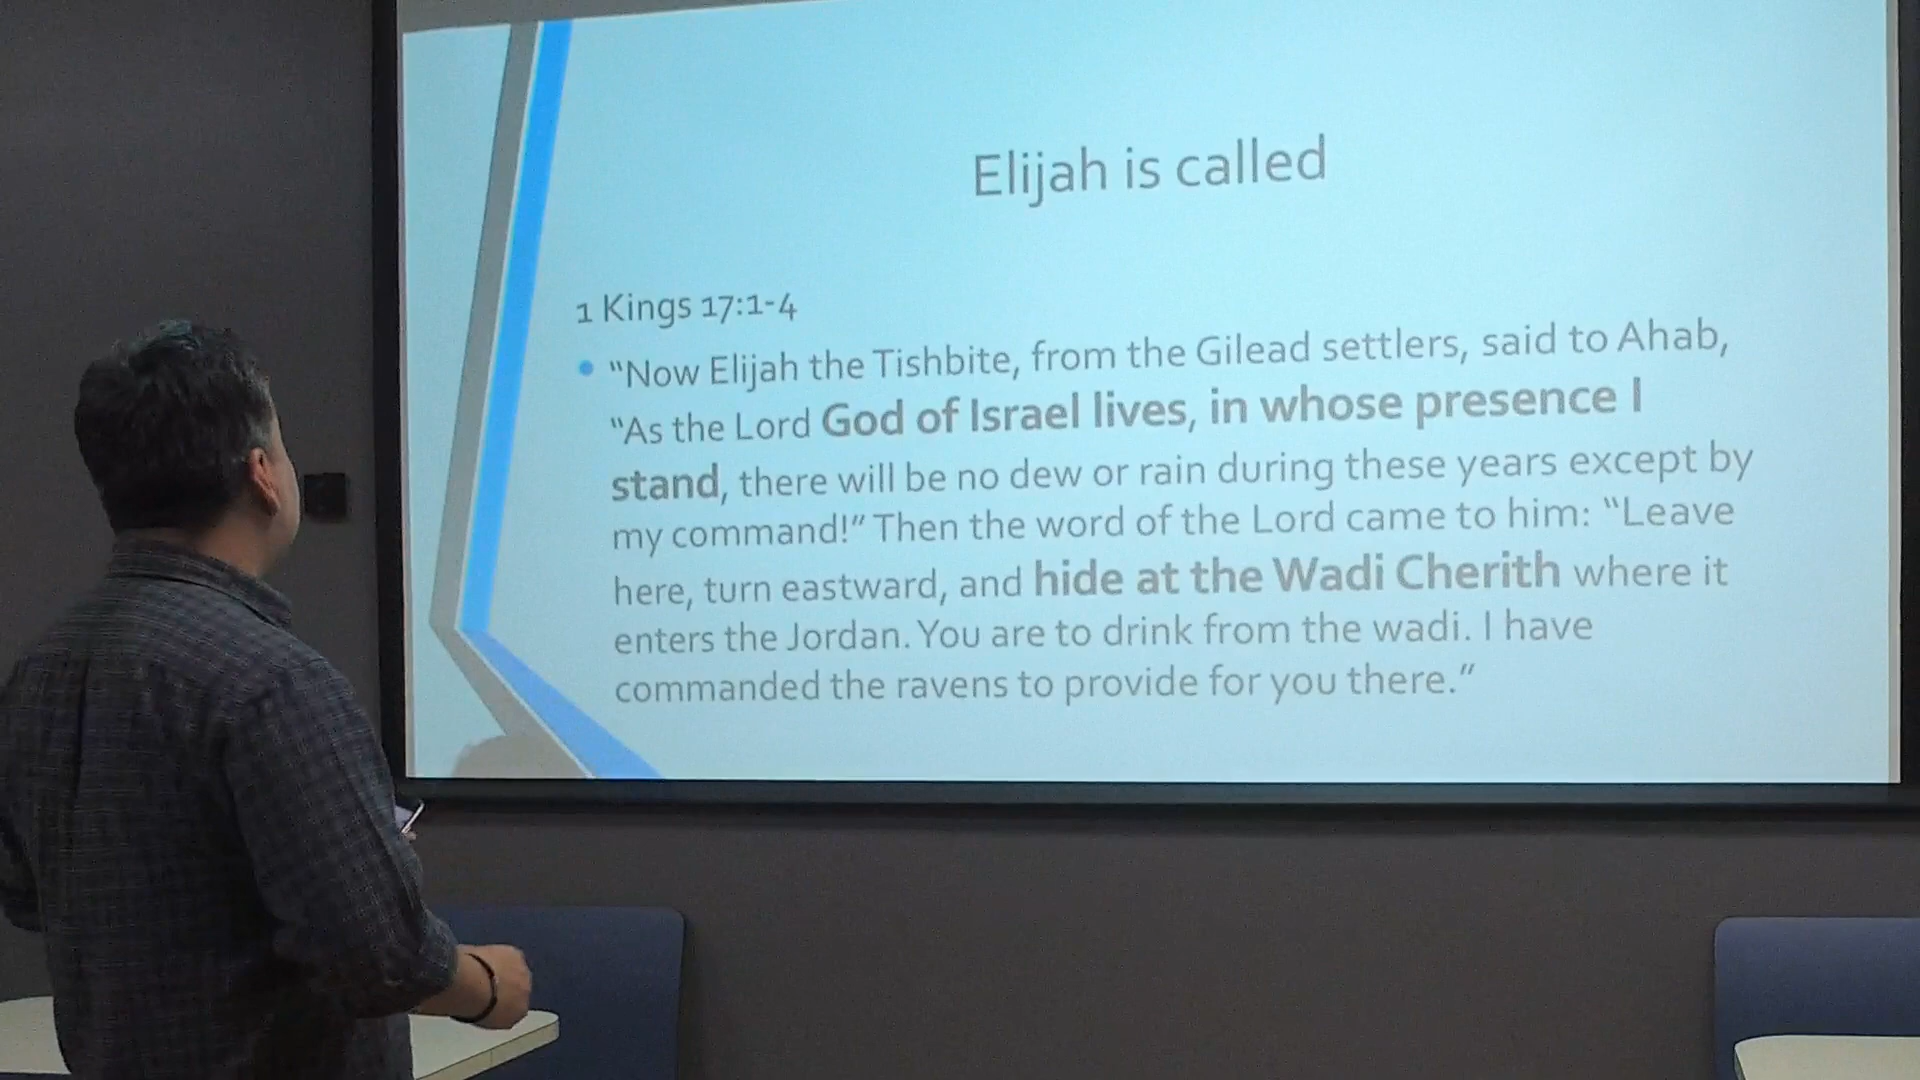 Elijah is called
1 Kings 17:1-4
• “Now Elijah the Tishbite, from the Gilead settlers, said to Ahab,
“As the Lord God of Israel lives, in whose presence I
stand, there will be no dew or rain during these years except by
my command!” Then the word of the Lord came to him: “Leave
here, turn eastward, and hide at the Wadi Cherith where it
enters the Jordan. You are to drink from the wadi. I have
commanded the ravens to provide for you there.”